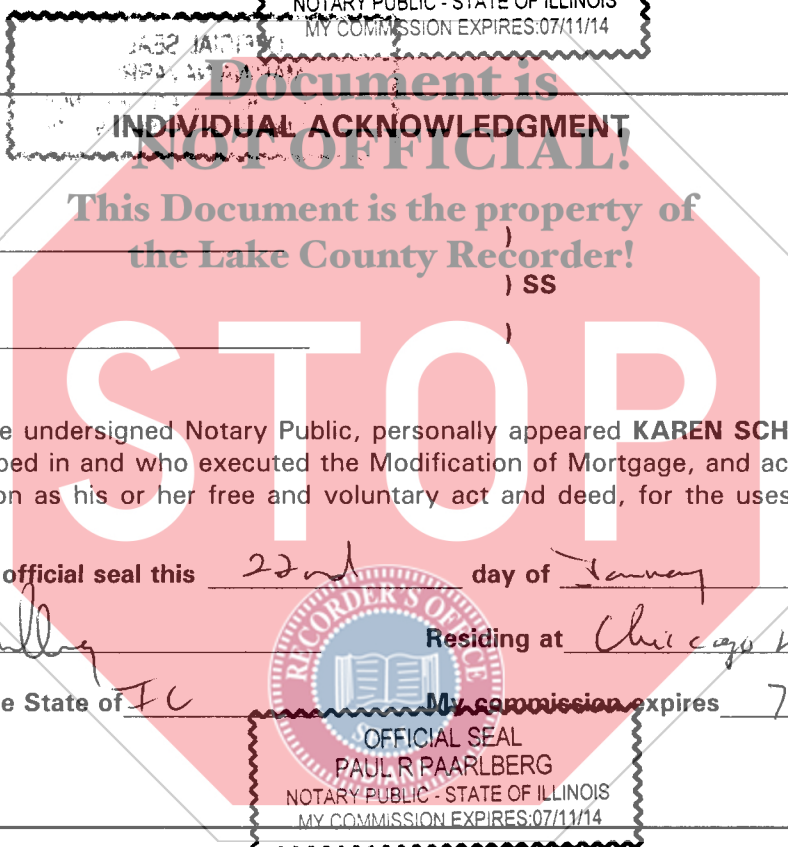 NOTARY PUBLIC - STATE OF ILLINOIS
MY COMMISSION EXPIRES:07/11/14
Document is
INDIVIDUAL ACKNOWLEDGMENT
NOT OFFICIAL!
This Document is the property of
)
the Lake County Recorder!
) SS
)
STOP
e undersigned Notary Public, personally appeared KAREN SCH
bed in and who executed the Modification of Mortgage, and ac
on as his or her free and voluntary act and deed, for the uses
official seal this 22nd day of January
RECORDER'S OFFICE
Residing at Chicago
e State of IL My commission expires 7
OFFICIAL SEAL
PAUL R PAARLBERG
NOTARY PUBLIC - STATE OF ILLINOIS
MY COMMISSION EXPIRES:07/11/14